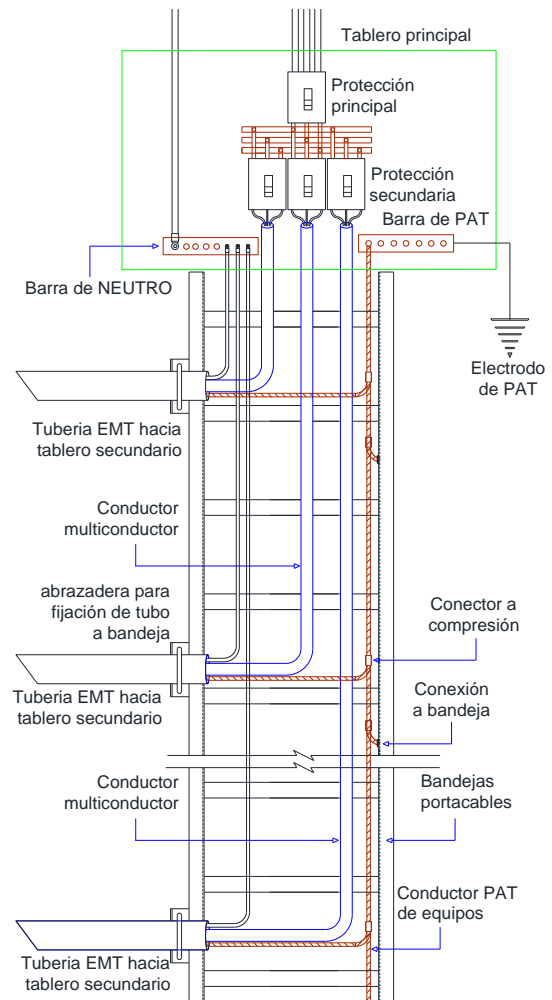 Tablero principal
Protección
principal
Protección
secundaria
Barra de PAT
Barra de NEUTRO
Electrodo
de PAT
Tuberia EMT hacia
tablero secundario
Conductor
multiconductor
abrazadera para
fijación de tubo
a bandeja
Conector a
compresión
Tuberia EMT hacia
tablero secundario
Conexión
a bandeja
Conductor
multiconductor
Bandejas
portacables
Conductor PAT
de equipos
Tuberia EMT hacia
tablero secundario